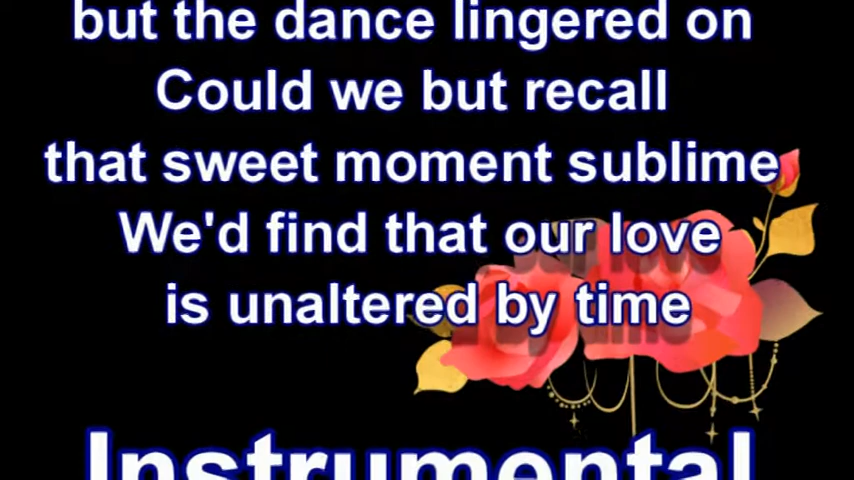 but the dance lingered on
Could we but recall
that sweet moment sublime
We'd find that our love
is unaltered by time
Instrumental